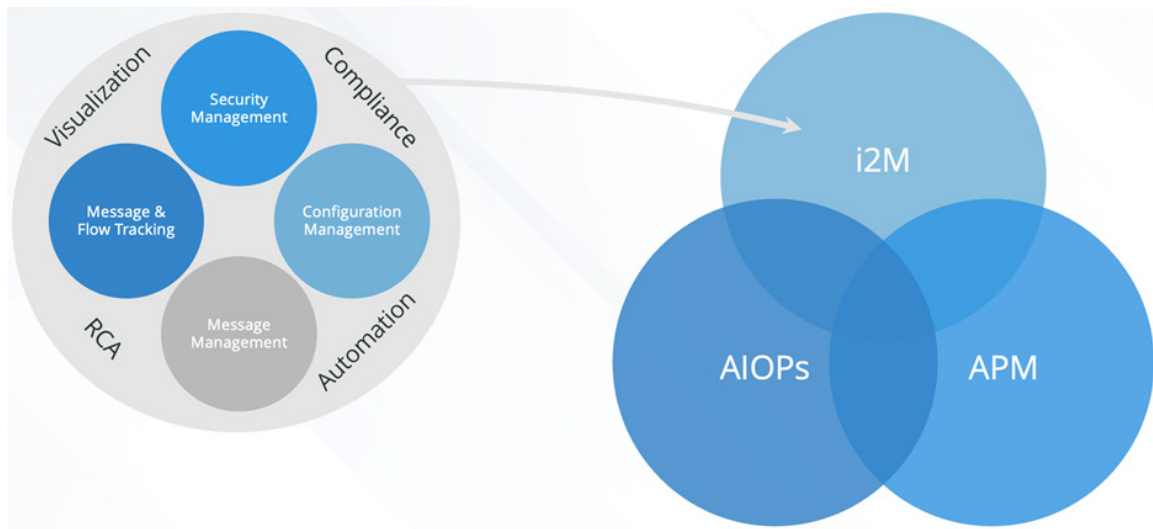 Visualization
Compliance
Security
Management
Message &
Flow Tracking
Configuration
Management
Message
Management
RCA
Automation
i2M
AIOPs
APM